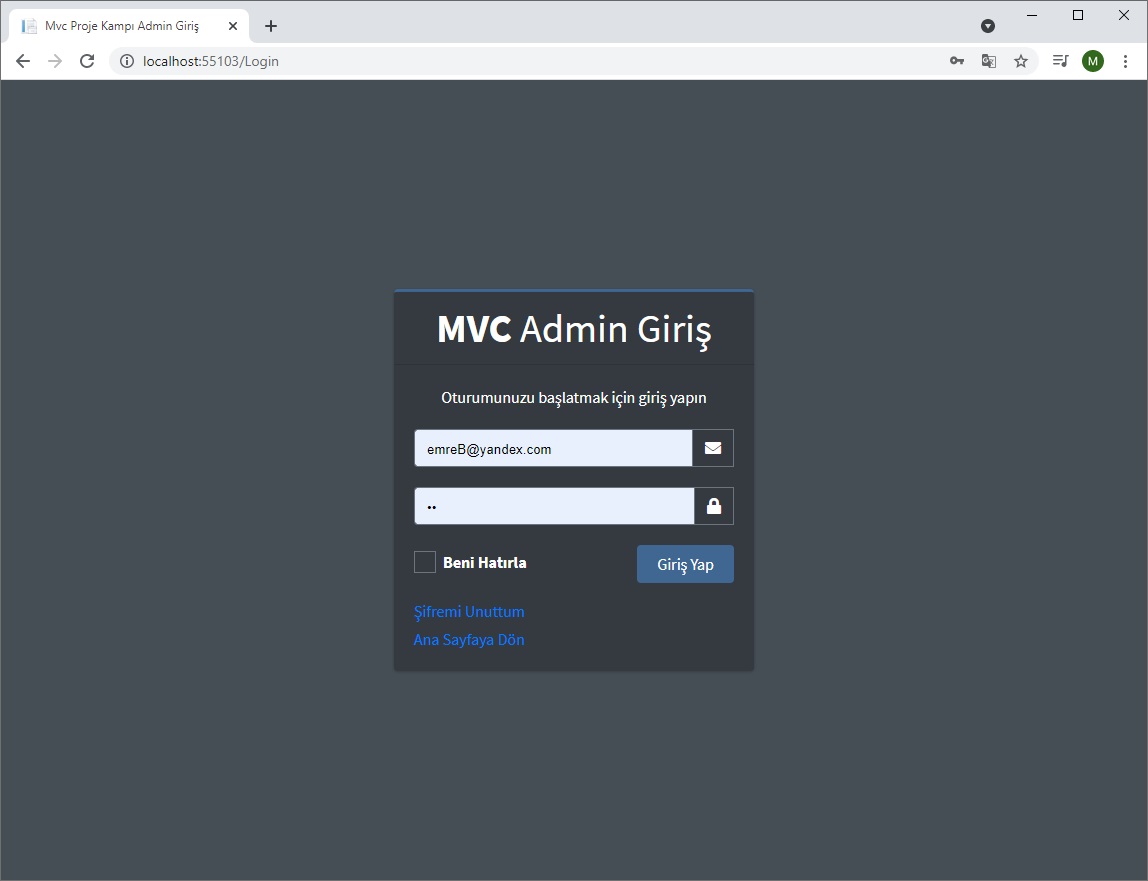 Mvc Proje Kampı Admin Giriş
localhost:55103/Login
M
MVC Admin Giriş
Oturumunuzu başlatmak için giriş yapın
emreB@yandex.com
••
Beni Hatırla
Giriş Yap
Şifremi Unuttum
Ana Sayfaya Dön